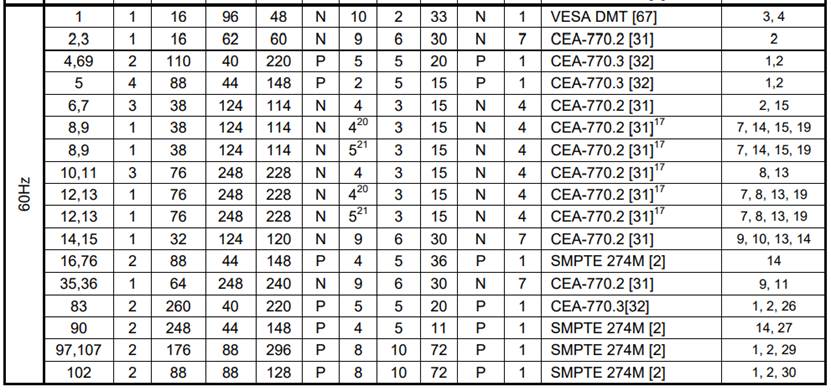 60Hz
1 1 16 96 48 N 10 2 33 N 1 VESA DMT [67] 3, 4
2,3 1 16 62 60 N 9 6 30 N 7 CEA-770.2 [31] 2
4,69 2 110 40 220 P 5 5 20 P 1 CEA-770.3 [32] 1,2
5 4 88 44 148 P 2 5 15 P 1 CEA-770.3 [32] 1,2
6,7 3 38 124 114 N 4 3 15 N 4 CEA-770.2 [31] 2, 15
8,9 1 38 124 114 N 4²⁰ 3 15 N 4 CEA-770.2 [31]¹⁷ 7, 14, 15, 19
8,9 1 38 124 114 N 5²¹ 3 15 N 4 CEA-770.2 [31]¹⁷ 7, 14, 15, 19
10,11 3 76 248 228 N 4 3 15 N 4 CEA-770.2 [31]¹⁷ 8, 13
12,13 1 76 248 228 N 4²⁰ 3 15 N 4 CEA-770.2 [31]¹⁷ 7, 8, 13, 19
12,13 1 76 248 228 N 5²¹ 3 15 N 4 CEA-770.2 [31]¹⁷ 7, 8, 13, 19
14,15 1 32 124 120 N 9 6 30 N 7 CEA-770.2 [31] 9, 10, 13, 14
16,76 2 88 44 148 P 4 5 36 P 1 SMPTE 274M [2] 14
35,36 1 64 248 240 N 9 6 30 N 7 CEA-770.2 [31] 9, 11
83 2 260 40 220 P 5 5 20 P 1 CEA-770.3[32] 1, 2, 26
90 2 248 44 148 P 4 5 11 P 1 SMPTE 274M [2] 14, 27
97,107 2 176 88 296 P 8 10 72 P 1 SMPTE 274M [2] 1, 2, 29
102 2 88 88 128 P 8 10 72 P 1 SMPTE 274M [2] 1, 2, 30